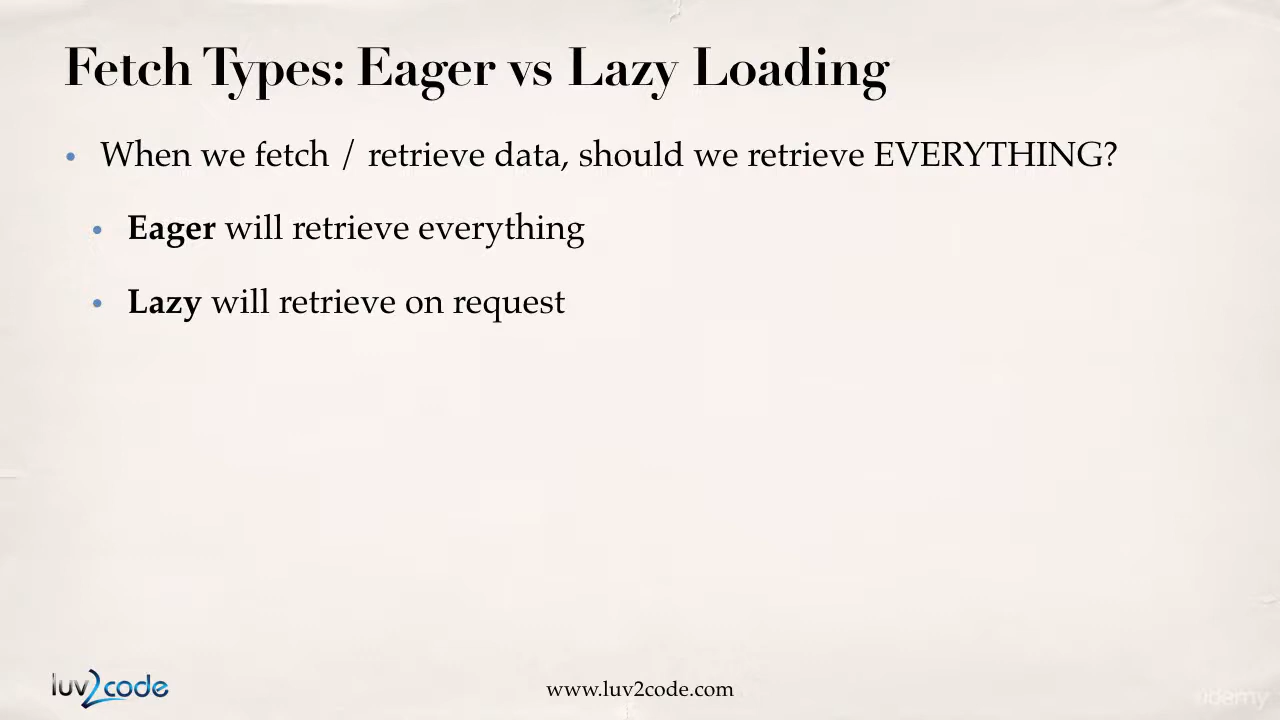 Fetch Types: Eager vs Lazy Loading
• When we fetch / retrieve data, should we retrieve EVERYTHING?
• Eager will retrieve everything
• Lazy will retrieve on request
luv2code
www.luv2code.com
udemy